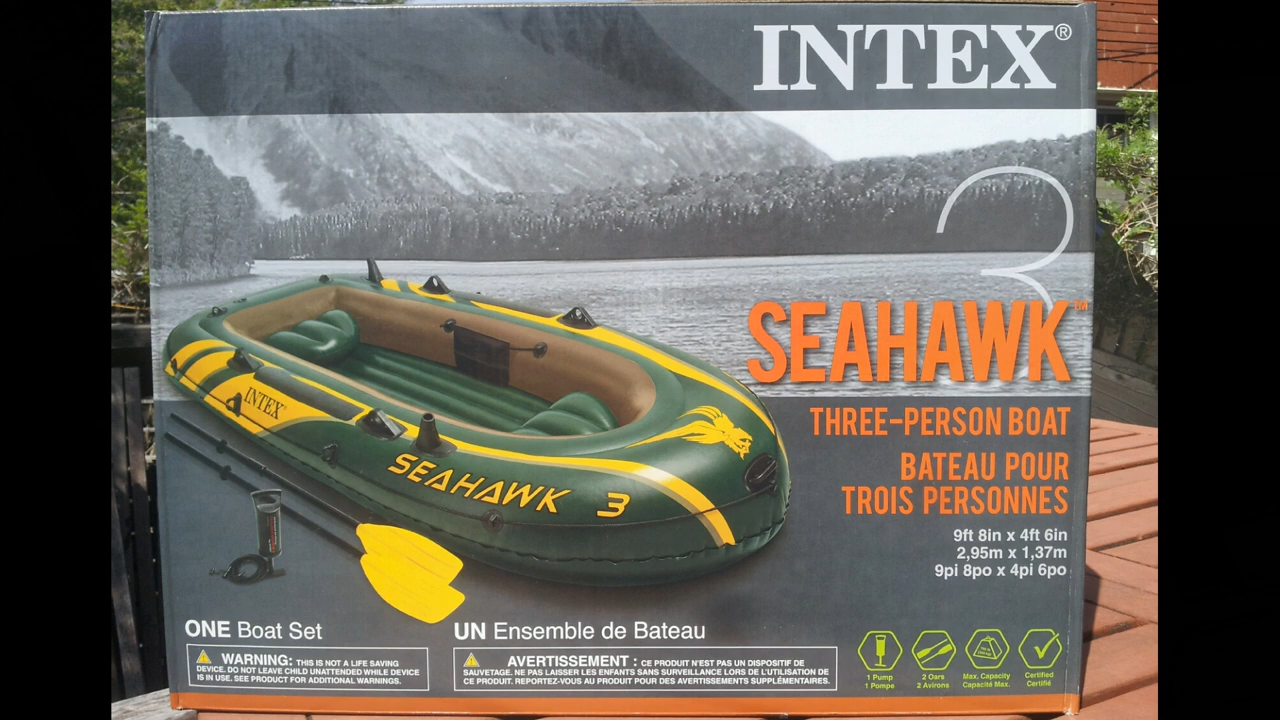 INTEX®
3
SEAHAWK™
THREE-PERSON BOAT
BATEAU POUR
TROIS PERSONNES
9ft 8in x 4ft 6in
2,95m x 1,37m
9pi 8po x 4pi 6po
INTEX
SEAHAWK 3
ONE Boat Set
WARNING: THIS IS NOT A LIFE SAVING
DEVICE. DO NOT LEAVE CHILD UNATTENDED WHILE DEVICE
IS IN USE. SEE PRODUCT FOR ADDITIONAL WARNINGS.
UN Ensemble de Bateau
AVERTISSEMENT : CE PRODUIT N'EST PAS UN DISPOSITIF DE
SAUVETAGE. NE PAS LAISSER LES ENFANTS SANS SURVEILLANCE LORS DE L'UTILISATION DE
CE PRODUIT. REPORTEZ-VOUS AU PRODUIT POUR DES AVERTISSEMENTS SUPPLÉMENTAIRES.
1 Pump
1 Pompe
2 Oars
2 Avirons
Max. Capacity
Capacité Max.
Certified
Certifié